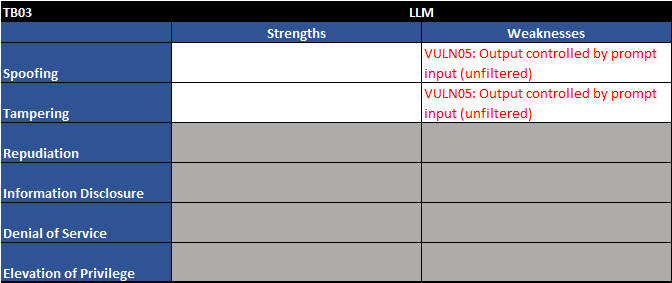 TB03 LLM
Strengths Weaknesses
Spoofing
VULN05: Output controlled by prompt
input (unfiltered)
Tampering
VULN05: Output controlled by prompt
input (unfiltered)
Repudiation
Information Disclosure
Denial of Service
Elevation of Privilege